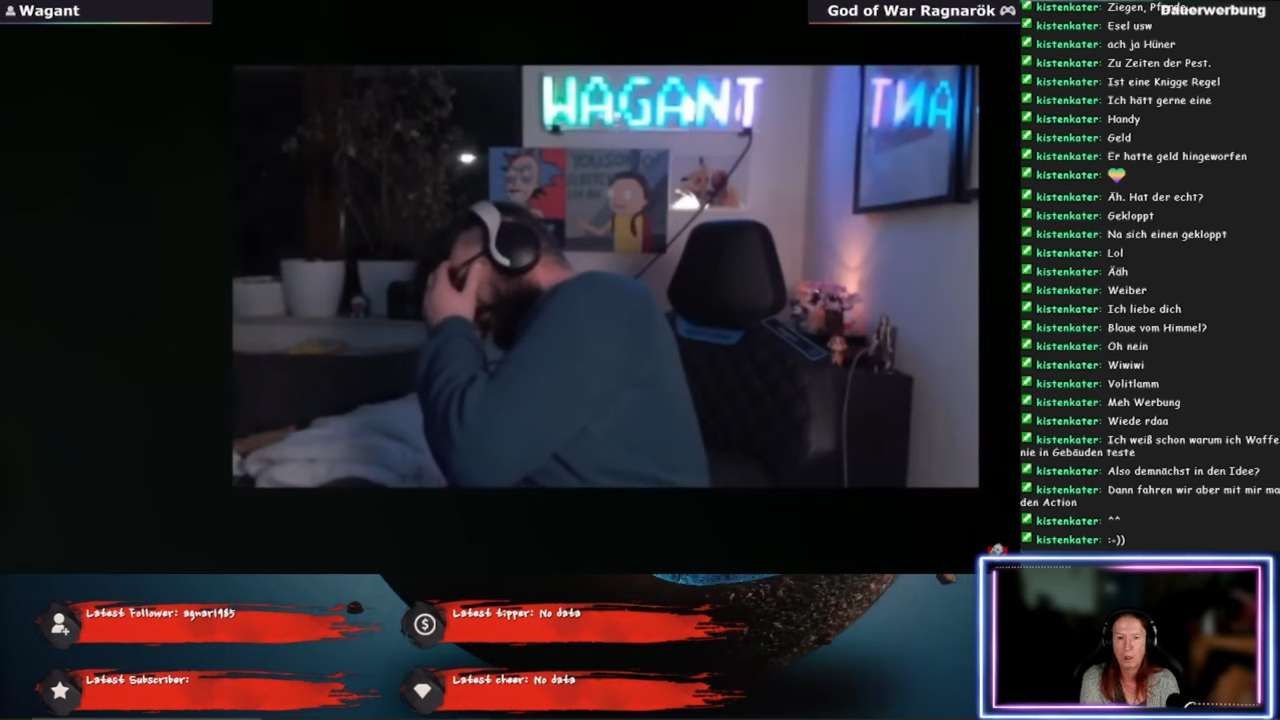 Wagant
God of War Ragnarök
Dauerwerbung
WAGANT
kistenkater: Ziegen,
kistenkater: Esel usw
kistenkater: ach ja Hüner
kistenkater: Zu Zeiten der Pest.
kistenkater: Ist eine Knigge Regel
kistenkater: Ich hätt gerne eine
kistenkater: Handy
kistenkater: Geld
kistenkater: Er hatte geld hingeworfen
kistenkater:
kistenkater: Äh. Hat der echt?
kistenkater: Gekloppt
kistenkater: Na sich einen gekloppt
kistenkater: Lol
kistenkater: Ääh
kistenkater: Weiber
kistenkater: Ich liebe dich
kistenkater: Blaue vom Himmel?
kistenkater: Oh nein
kistenkater: Wiwiwi
kistenkater: Volitlamm
kistenkater: Meh Werbung
kistenkater: Wiede rdaa
kistenkater: Ich weiß schon warum ich Waffe
nie in Gebäuden teste
kistenkater: Also demnächst in den Idee?
kistenkater: Dann fahren wir aber mit mir ma
den Action
kistenkater: ^^
kistenkater: :-))
Latest Follower: agnar1985
Latest tipper: No data
Latest Subscriber:
Latest cheer: No data